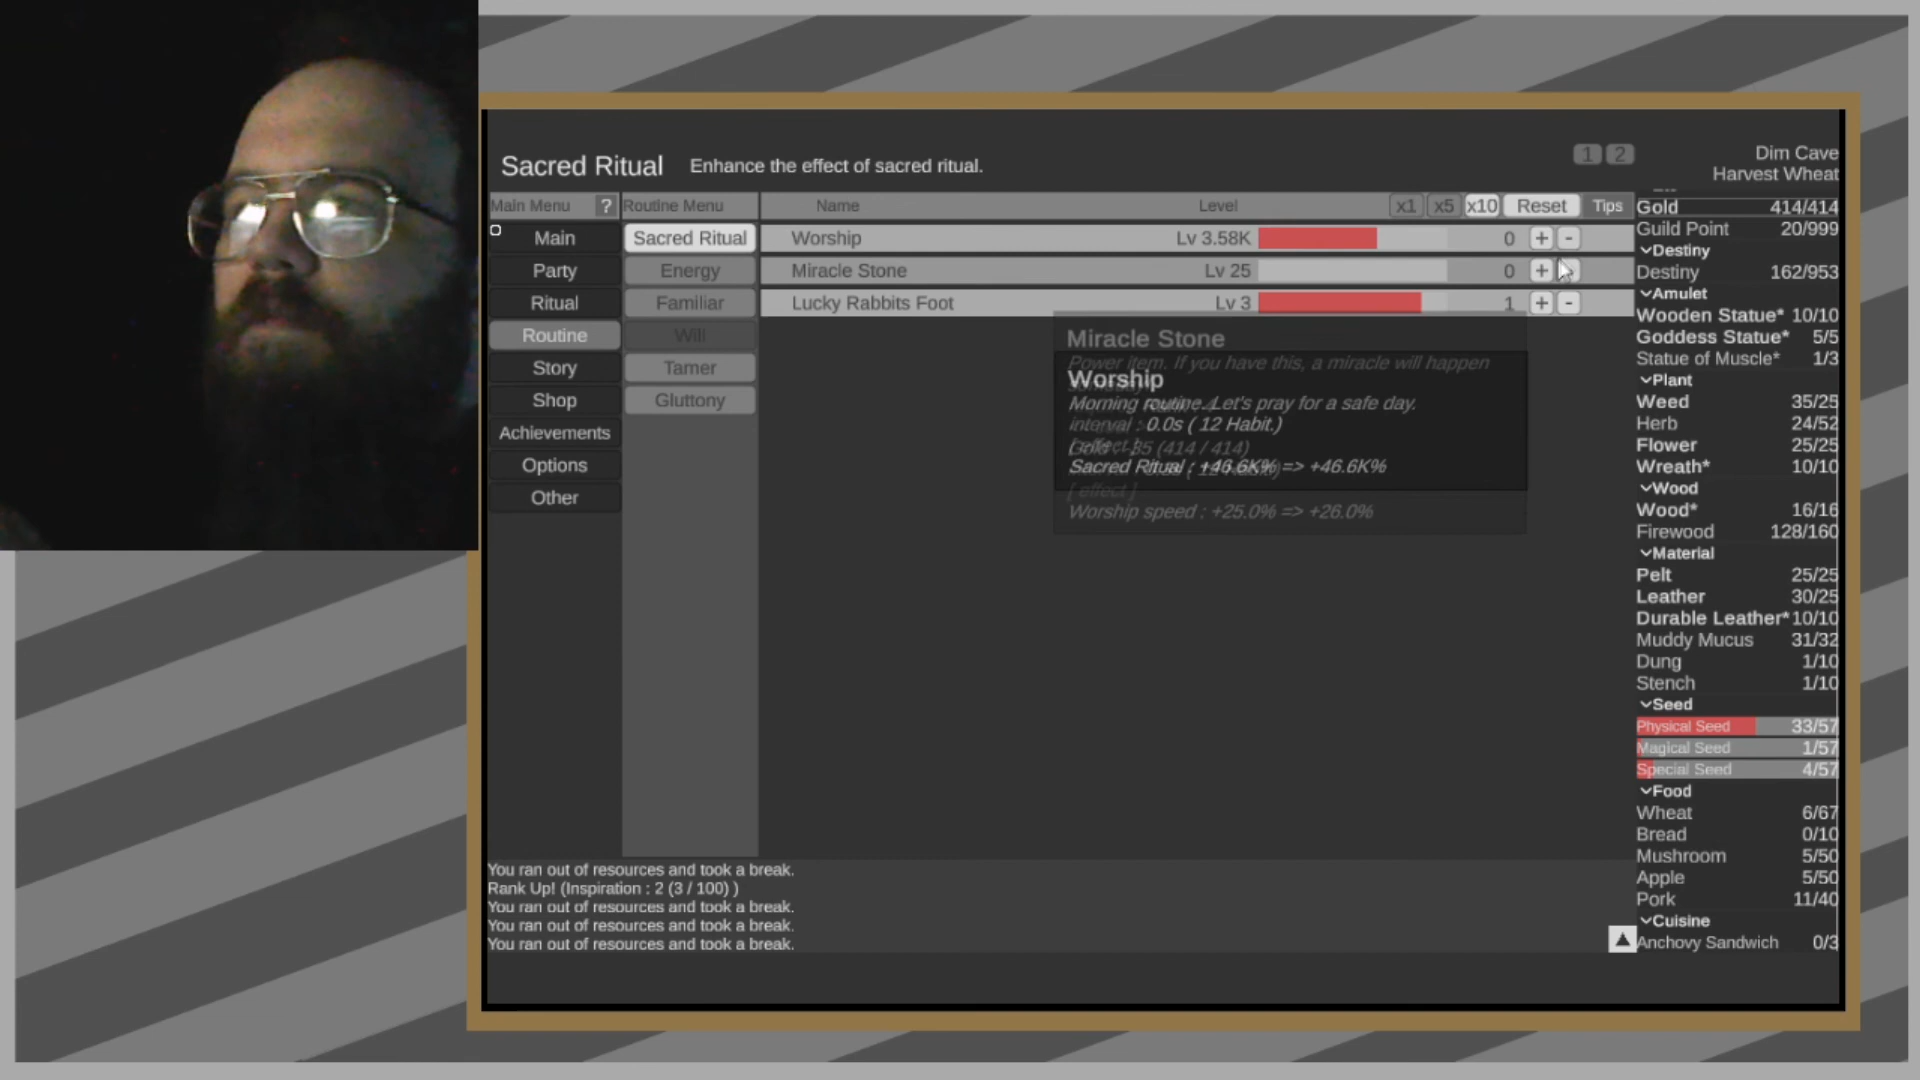 Sacred Ritual Enhance the effect of sacred ritual.
1 2
Dim Cave
Harvest Wheat
Main Menu ? Routine Menu Name Level x1 x5 x10 Reset Tips
Main
Party
Ritual
Routine
Story
Shop
Achievements
Options
Other
Sacred Ritual
Energy
Familiar
Will
Tamer
Gluttony
Worship Lv 3.58K 0 + -
Miracle Stone Lv 25 0 +
Lucky Rabbits Foot Lv 3 1 + -
Miracle Stone
Power item. If you have this, a miracle will happen
Worship
Morning routine. Let's pray for a safe day.
interval : 0.0s ( 12 Habit.)
[ effect ]
Sacred Ritual : +46.6K% => +46.6K%
[ effect ]
Worship speed : +25.0% => +26.0%
Gold 414/414
Guild Point 20/999
Destiny
Destiny 162/953
Amulet
Wooden Statue* 10/10
Goddess Statue* 5/5
Statue of Muscle* 1/3
Plant
Weed 35/25
Herb 24/52
Flower 25/25
Wreath* 10/10
Wood
Wood* 16/16
Firewood 128/160
Material
Pelt 25/25
Leather 30/25
Durable Leather* 10/10
Muddy Mucus 31/32
Dung 1/10
Stench 1/10
Seed
Physical Seed 33/57
Magical Seed 1/57
Special Seed 4/57
Food
Wheat 6/67
Bread 0/10
Mushroom 5/50
Apple 5/50
Pork 11/40
Cuisine
Anchovy Sandwich 0/3
You ran out of resources and took a break.
Rank Up! (Inspiration : 2 (3 / 100) )
You ran out of resources and took a break.
You ran out of resources and took a break.
You ran out of resources and took a break.